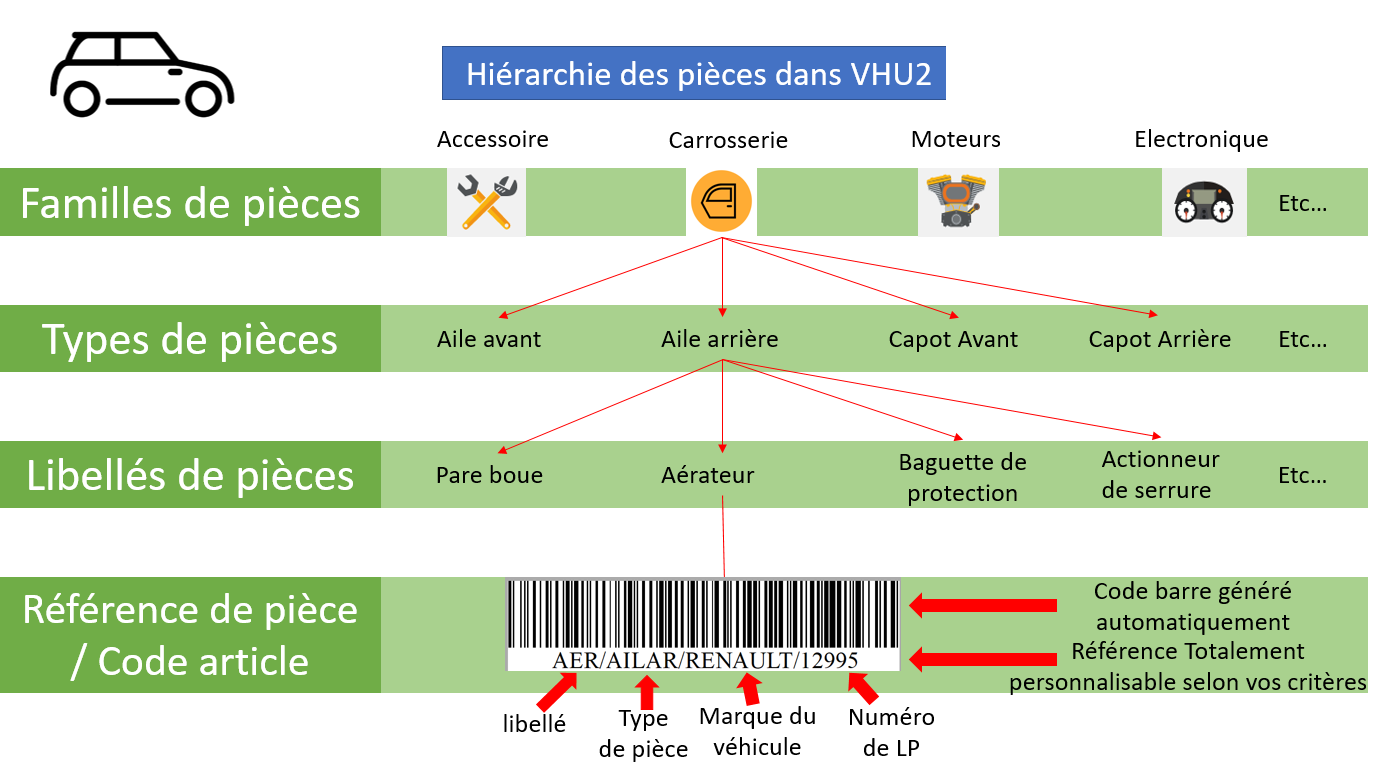 Hiérarchie des pièces dans VHU2
Accessoire
Carrosserie
Moteurs
Electronique
Familles de pièces
Etc...
Types de pièces
Aile avant
Aile arrière
Capot Avant
Capot Arrière
Etc...
Libellés de pièces
Pare boue
Aérateur
Baguette de
protection
Actionneur
de serrure
Etc...
Référence de pièce
/ Code article
AER/AILAR/RENAULT/12995
Code barre généré
automatiquement
Référence Totalement
personnalisable selon vos critères
libellé
Type
de pièce
Marque du
véhicule
Numéro
de LP